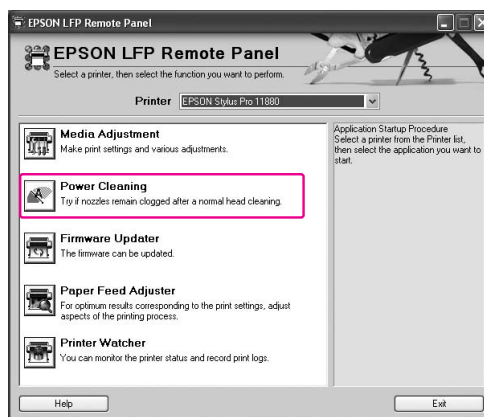 EPSON LFP Remote Panel
EPSON LFP Remote Panel
Select a printer, then select the function you want to perform.
Printer EPSON Stylus Pro 11880
Media Adjustment
Make print settings and various adjustments.
Power Cleaning
Try if nozzles remain clogged after a normal head cleaning.
Firmware Updater
The firmware can be updated.
Paper Feed Adjuster
For optimum results corresponding to the print settings, adjust
aspects of the printing process.
Printer Watcher
You can monitor the printer status and record print logs.
Application Startup Procedure
Select a printer from the Printer list,
then select the application you want to
start.
Help
Exit